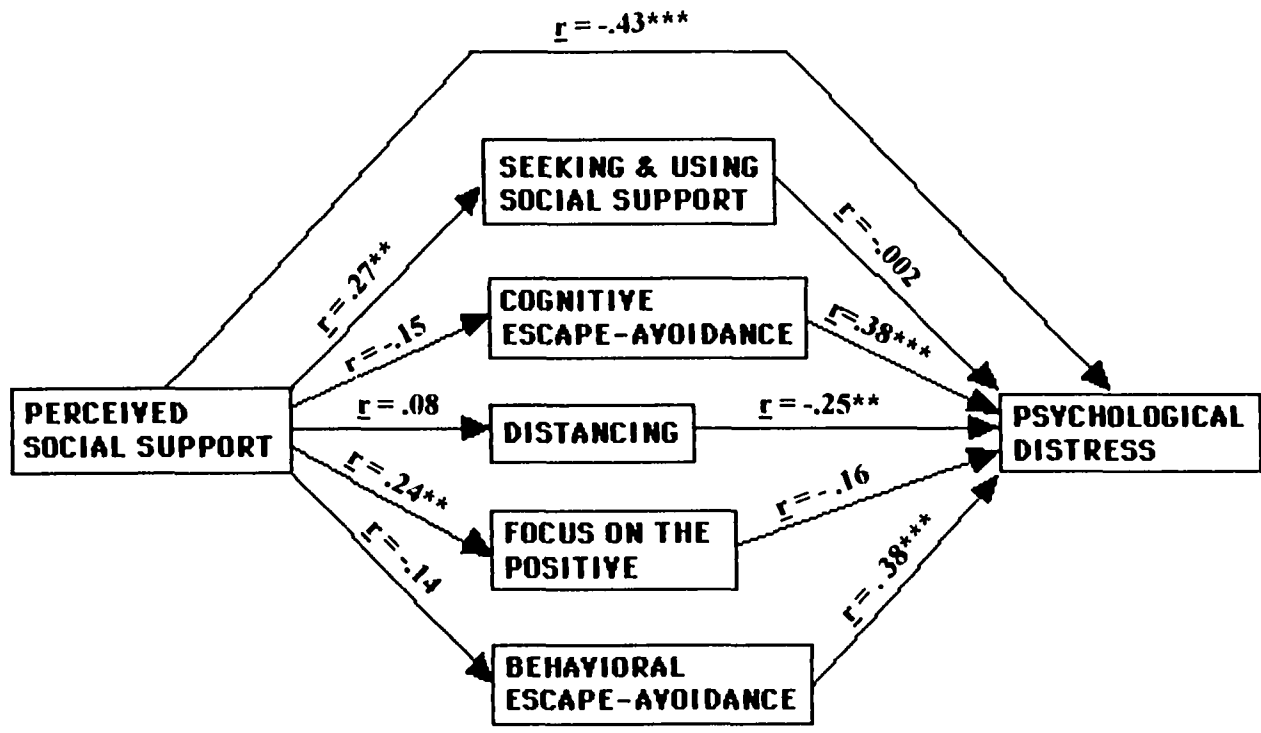 r = -.43***
SEEKING & USING
SOCIAL SUPPORT
r = .27**
r = -.002
COGNITIVE
ESCAPE-AVOIDANCE
r = -.15
r=.38***
PERCEIVED
SOCIAL SUPPORT
r = .08
DISTANCING
r = -.25**
PSYCHOLOGICAL
DISTRESS
r = .24**
FOCUS ON THE
POSITIVE
r = -.16
r = -.14
BEHAVIORAL
ESCAPE-AVOIDANCE
r = .38***